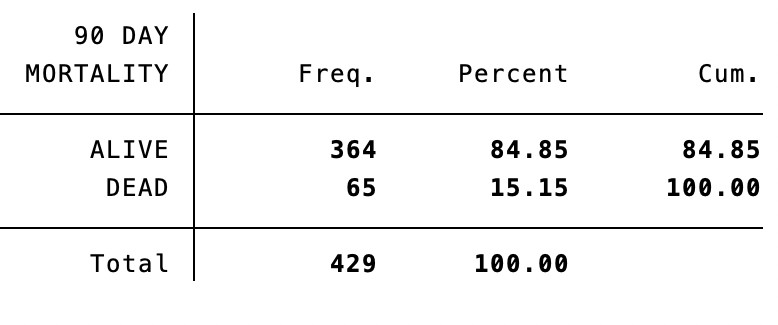 90 DAY
MORTALITY Freq. Percent Cum.
ALIVE 364 84.85 84.85
DEAD 65 15.15 100.00
Total 429 100.00